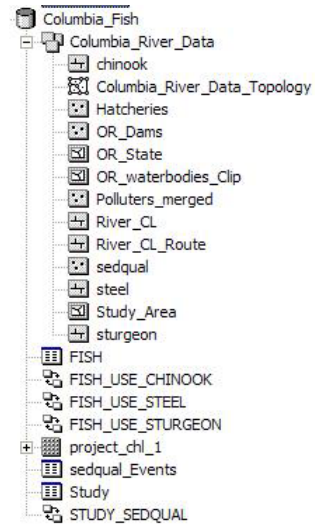 Columbia_Fish
Columbia_River_Data
chinook
Columbia_River_Data_Topology
Hatcheries
OR_Dams
OR_State
OR_waterbodies_Clip
Polluters_merged
River_CL
River_CL_Route
sedqual
steel
Study_Area
sturgeon
FISH
FISH_USE_CHINOOK
FISH_USE_STEEL
FISH_USE_STURGEON
project_chl_1
sedqual_Events
Study
STUDY_SEDQUAL